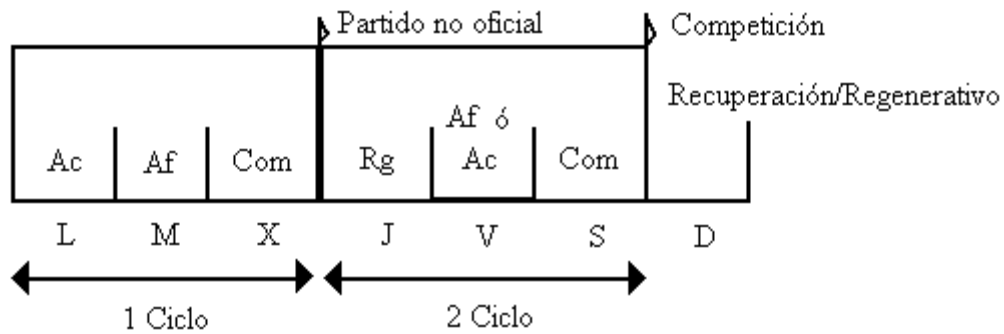 Partido no oficial
Competición
Recuperación/Regenerativo
Af ó
Ac Af Com Rg Ac Com
L M X J V S D
1 Ciclo 2 Ciclo